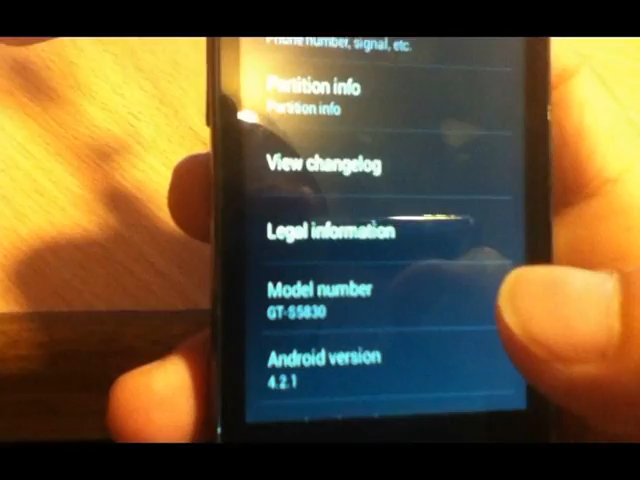 Phone number, signal, etc.
Partition info
Partition info
View changelog
Legal information
Model number
GT-S5830
Android version
4.2.1